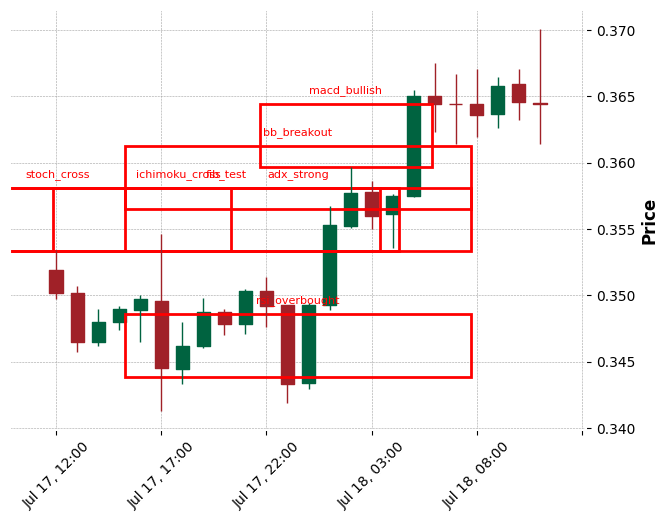 0.370
macd_bullish
0.365
bb_breakout
0.360
stoch_cross
ichimoku_cross
fib_test
adx_strong
0.355
Price
0.350
rsi_overbought
0.345
0.340
Jul 17, 12:00
Jul 17, 17:00
Jul 17, 22:00
Jul 18, 03:00
Jul 18, 08:00